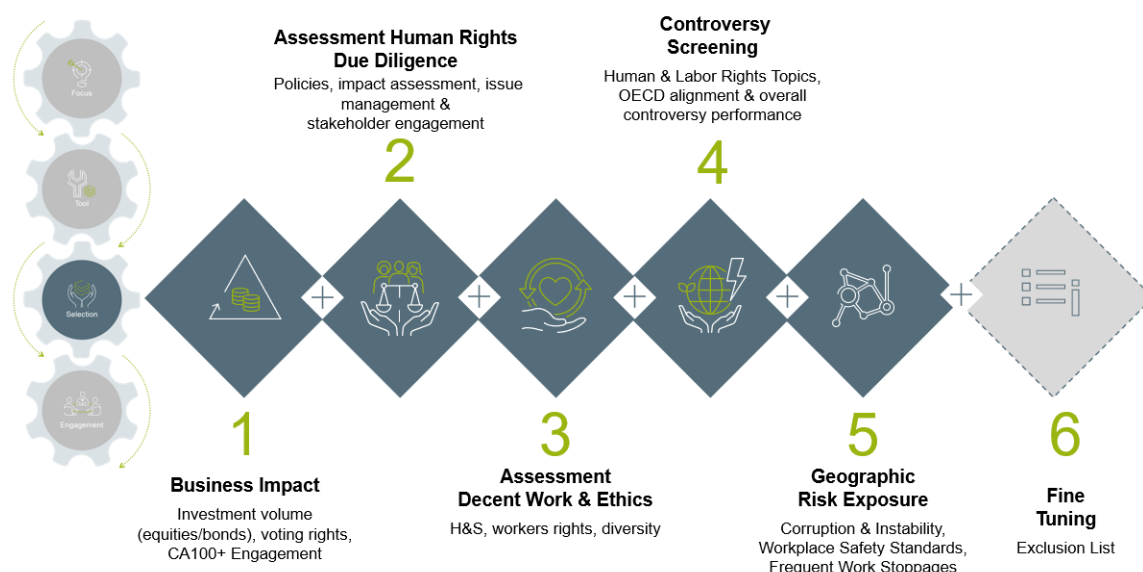 Focus
Tool
Selection
Engagement
Assessment Human Rights
Due Diligence
Policies, impact assessment, issue
management &
stakeholder engagement
2
Controversy
Screening
Human & Labor Rights Topics,
OECD alignment & overall
controversy performance
4
1
Business Impact
Investment volume
(equities/bonds), voting rights,
CA100+ Engagement
3
Assessment
Decent Work & Ethics
H&S, workers rights, diversity
5
Geographic
Risk Exposure
Corruption & Instability,
Workplace Safety Standards,
Frequent Work Stoppages
6
Fine
Tuning
Exclusion List